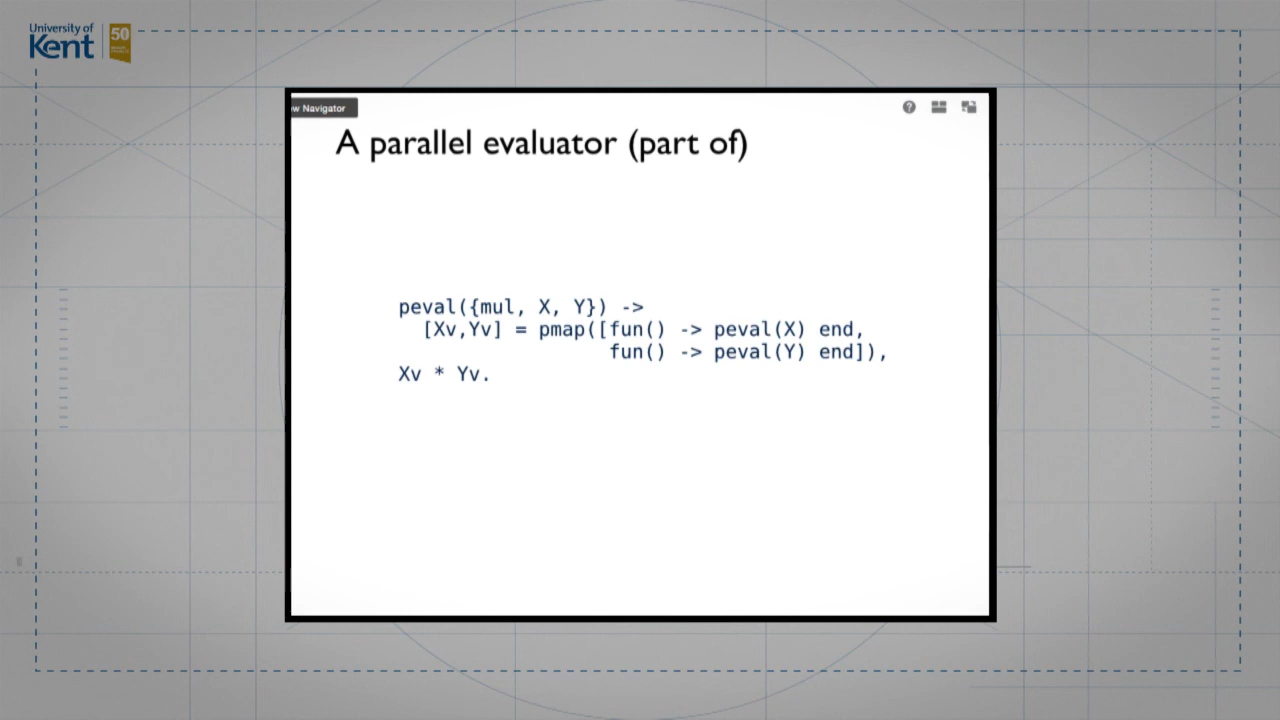 University of
Kent
50
w Navigator
A parallel evaluator (part of)
peval({mul, X, Y}) ->
[Xv,Yv] = pmap([fun() -> peval(X) end,
fun() -> peval(Y) end]),
Xv * Yv.